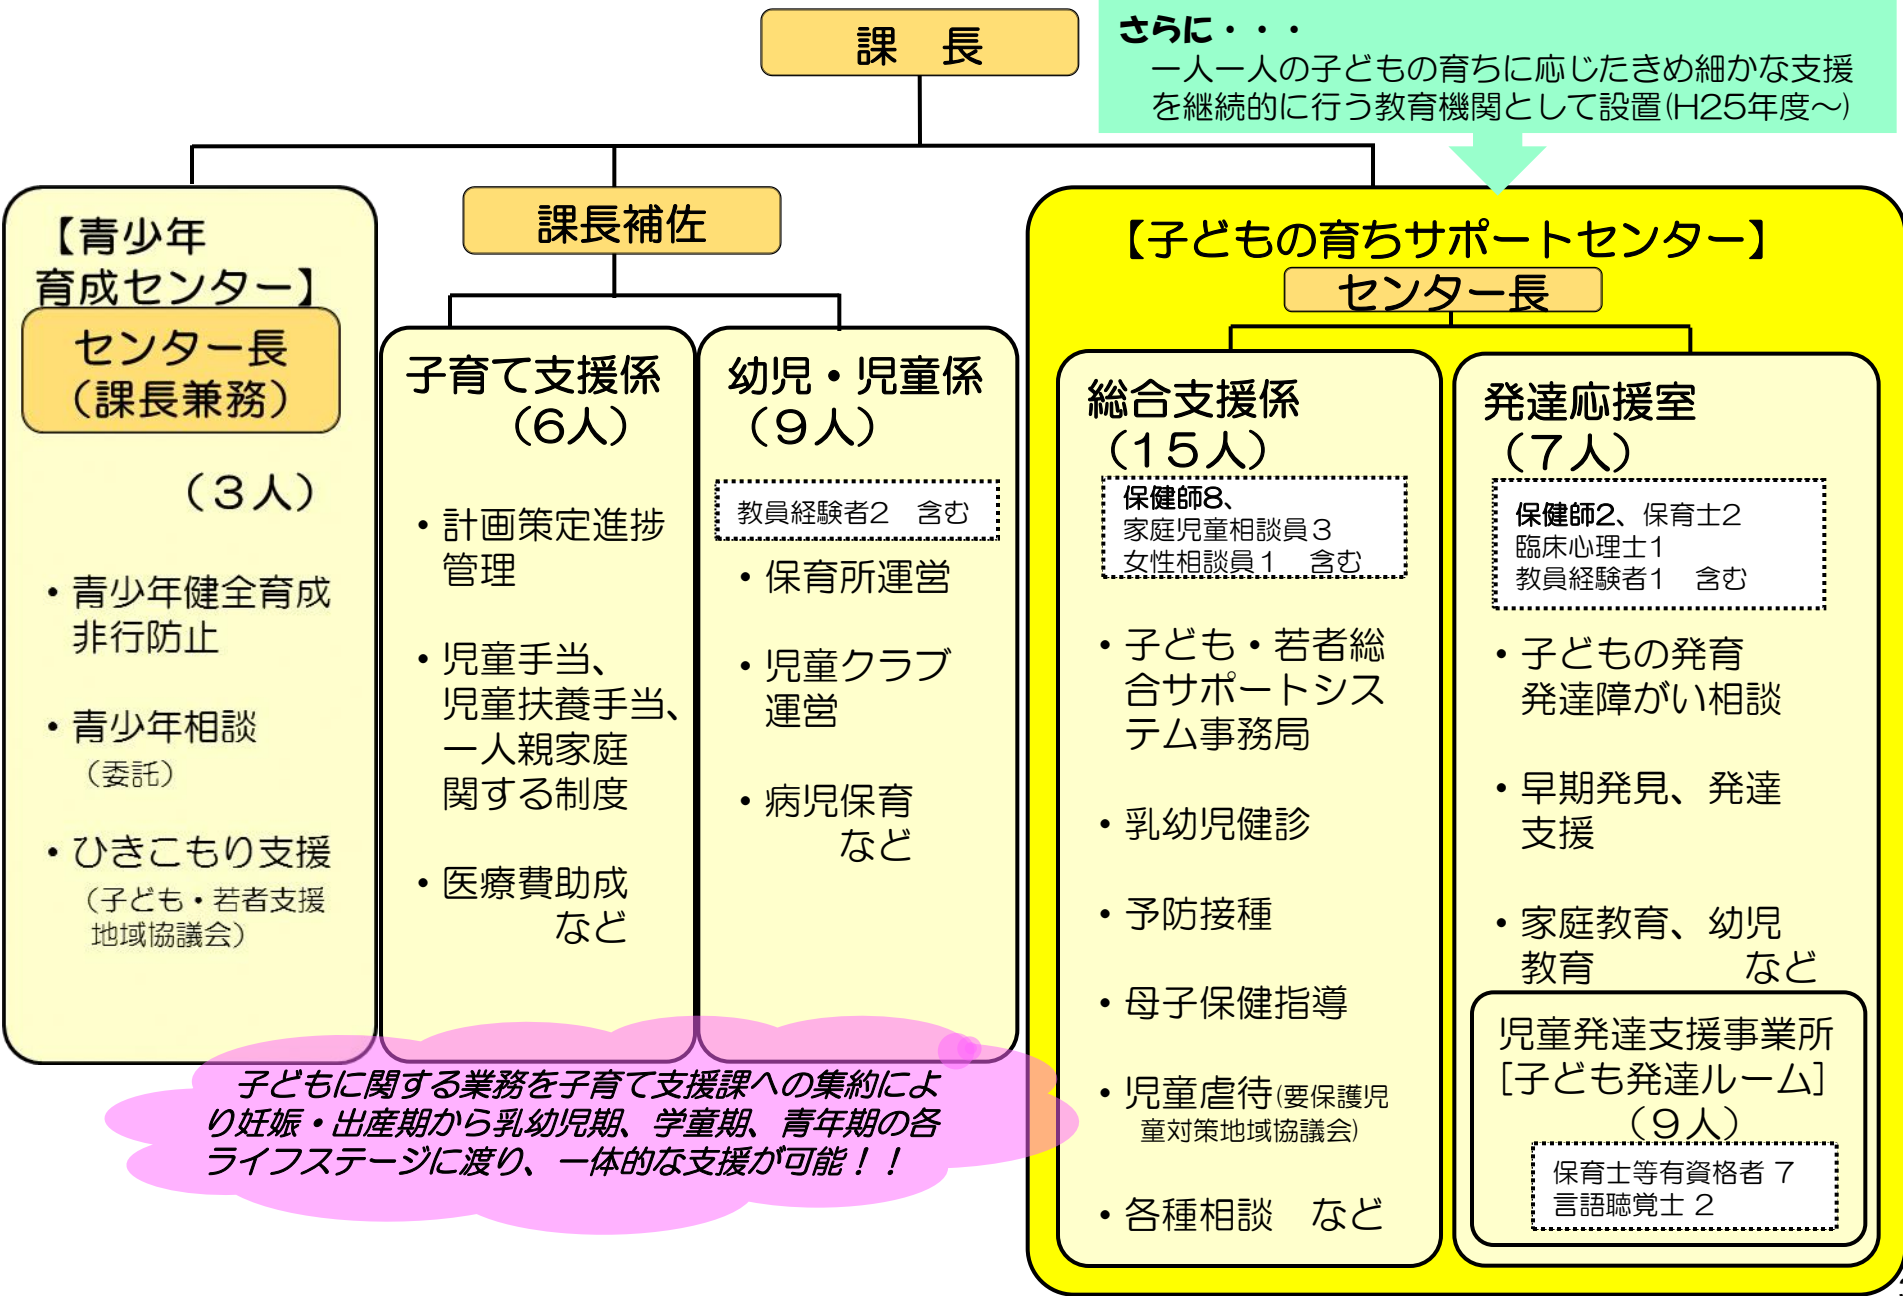 課　長
さらに・・・
一人一人の子どもの育ちに応じたきめ細かな支援
を継続的に行う教育機関として設置(H25年度～)
【青少年
育成センター】
センター長
（課長兼務）
（３人）
・青少年健全育成
非行防止
・青少年相談
（委託）
・ひきこもり支援
（子ども・若者支援
地域協議会）
課長補佐
子育て支援係
（6人）
・計画策定進捗
管理
・児童手当、
児童扶養手当、
一人親家庭
関する制度
・医療費助成
など
幼児・児童係
（９人）
教員経験者2　含む
・保育所運営
・児童クラブ
運営
・病児保育
など
【子どもの育ちサポートセンター】
センター長
総合支援係
（１５人）
保健師8、
家庭児童相談員３
女性相談員１　含む
・子ども・若者総
合サポートシス
テム事務局
・乳幼児健診
・予防接種
・母子保健指導
・児童虐待(要保護児
童対策地域協議会)
・各種相談　など
発達応援室
（７人）
保健師2、保育士2
臨床心理士1
教員経験者1　含む
・子どもの発育
発達障がい相談
・早期発見、発達
支援
・家庭教育、幼児
教育　　　　など
児童発達支援事業所
[子ども発達ルーム]
（９人）
保育士等有資格者 7
言語聴覚士 2
子どもに関する業務を子育て支援課への集約によ
り妊娠・出産期から乳幼児期、学童期、青年期の各
ライフステージに渡り、一体的な支援が可能！！